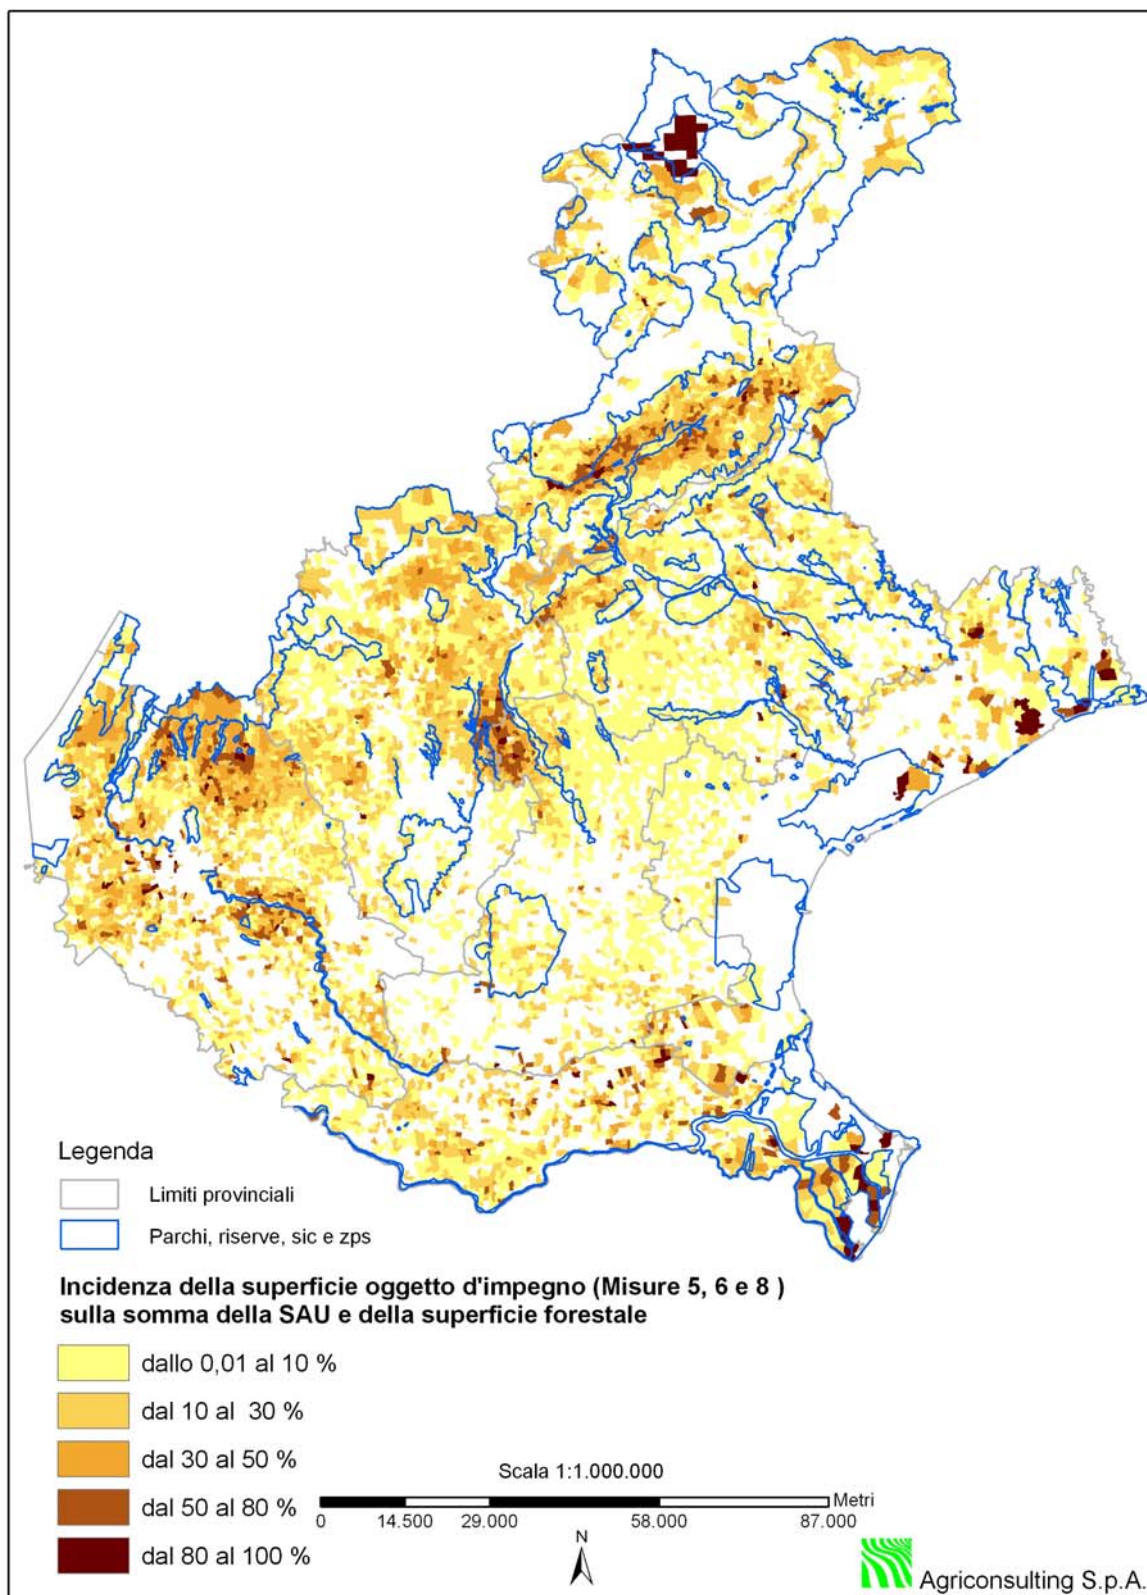 Legenda
Limiti provinciali
Parchi, riserve, sic e zps
Incidenza della superficie oggetto d'impegno (Misure 5, 6 e 8 )
sulla somma della SAU e della superficie forestale
dallo 0,01 al 10 %
dal 10 al 30 %
dal 30 al 50 %
dal 50 al 80 %
dal 80 al 100 %
Scala 1:1.000.000
Metri
0 14.500 29.000 58.000 87.000
N
Agriconsulting S.p.A.